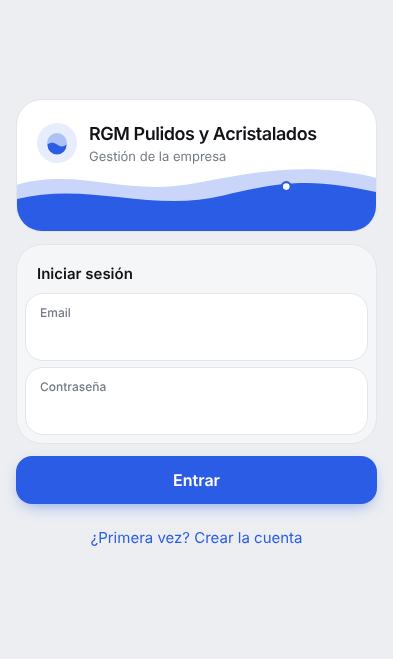 RGM Pulidos y Acristalados
Gestión de la empresa
Iniciar sesión
Email
Contraseña
Entrar
¿Primera vez? Crear la cuenta